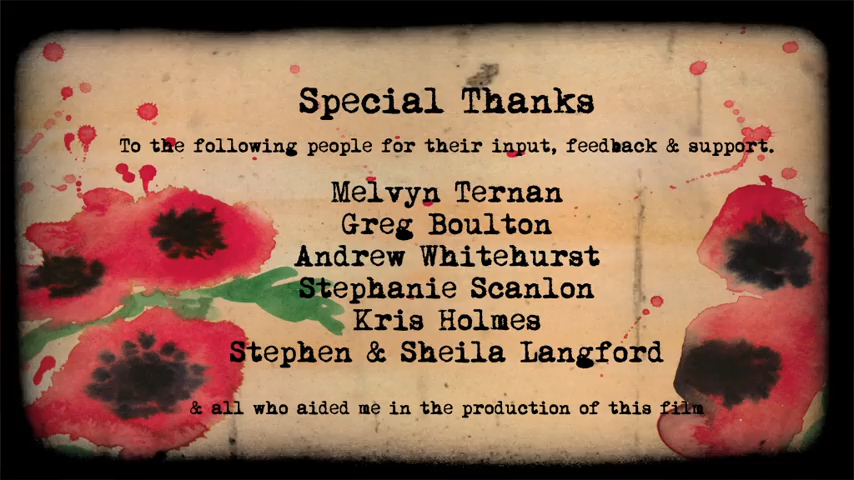 Special Thanks
To the following people for their input, feedback & support.
Melvyn Ternan
Greg Boulton
Andrew Whitehurst
Stephanie Scanlon
Kris Holmes
Stephen & Sheila Langford
& all who aided me in the production of this film